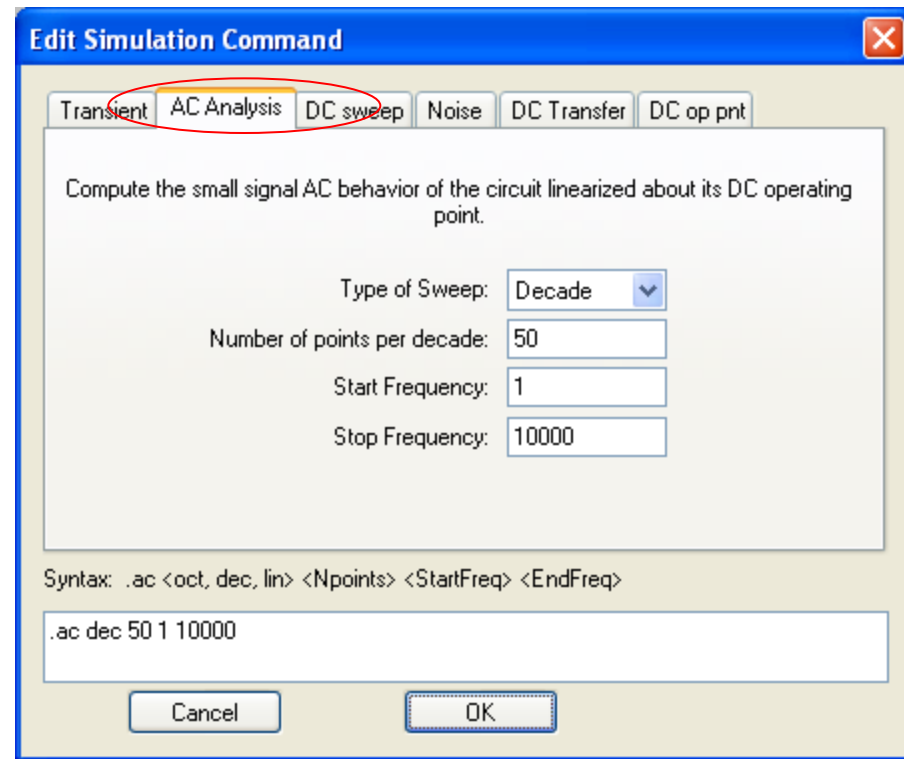 Edit Simulation Command
Transient AC Analysis DC sweep Noise DC Transfer DC op pnt
Compute the small signal AC behavior of the circuit linearized about its DC operating
point.
Type of Sweep: Decade
Number of points per decade: 50
Start Frequency: 1
Stop Frequency: 10000
Syntax: .ac <oct, dec, lin> <Npoints> <StartFreq> <EndFreq>
.ac dec 50 1 10000
Cancel OK